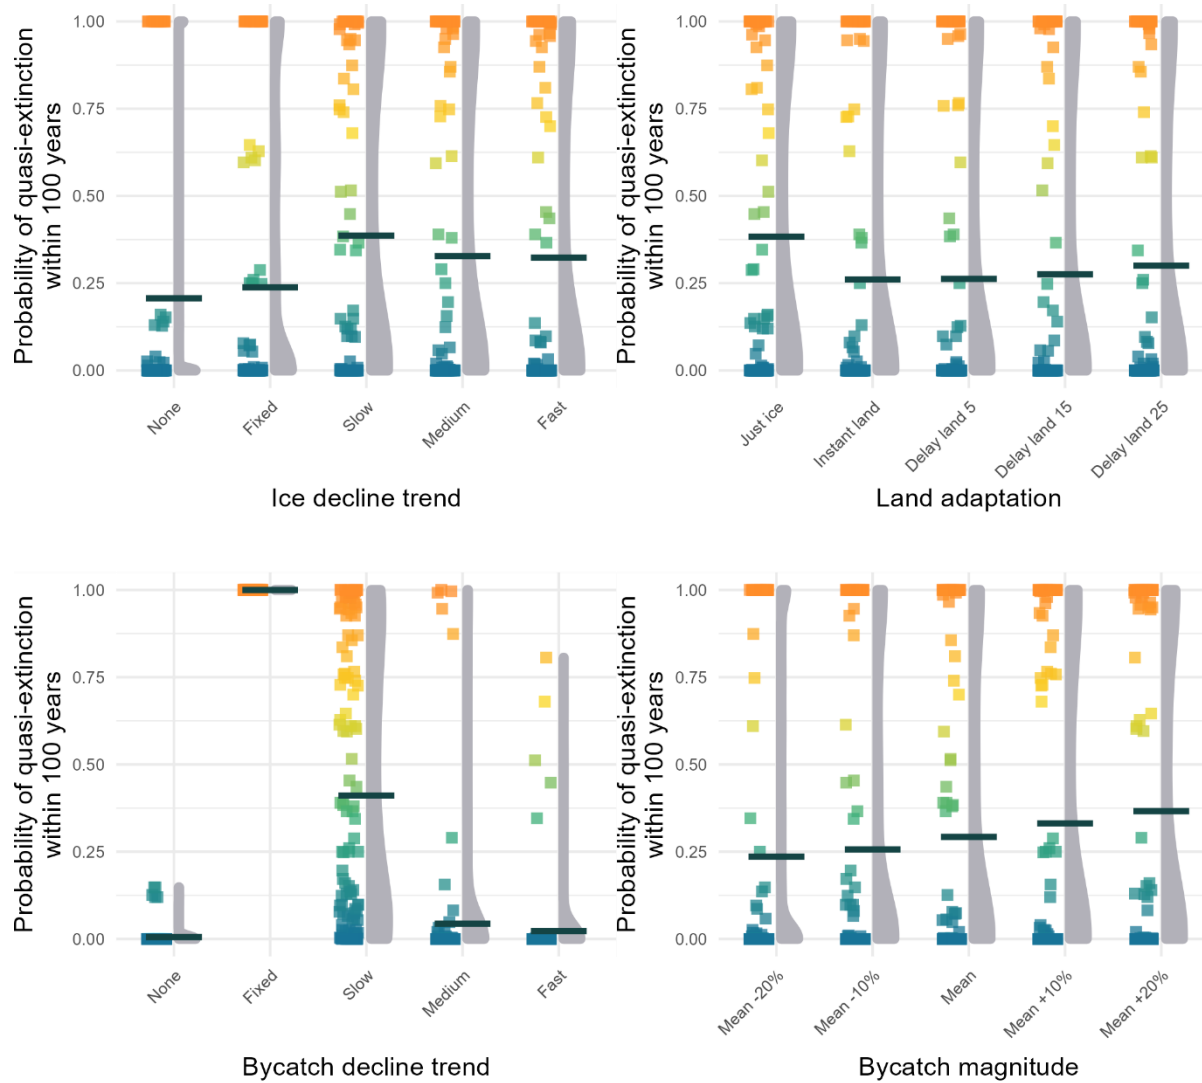 Probability of quasi-extinction
within 100 years
1.00
0.75
0.50
0.25
0.00
None
Fixed
Slow
Medium
Fast
Ice decline trend
Probability of quasi-extinction
within 100 years
1.00
0.75
0.50
0.25
0.00
Just ice
Instant land
Delay land 5
Delay land 15
Delay land 25
Land adaptation
Probability of quasi-extinction
within 100 years
1.00
0.75
0.50
0.25
0.00
None
Fixed
Slow
Medium
Fast
Bycatch decline trend
Probability of quasi-extinction
within 100 years
1.00
0.75
0.50
0.25
0.00
Mean -20%
Mean -10%
Mean
Mean +10%
Mean +20%
Bycatch magnitude